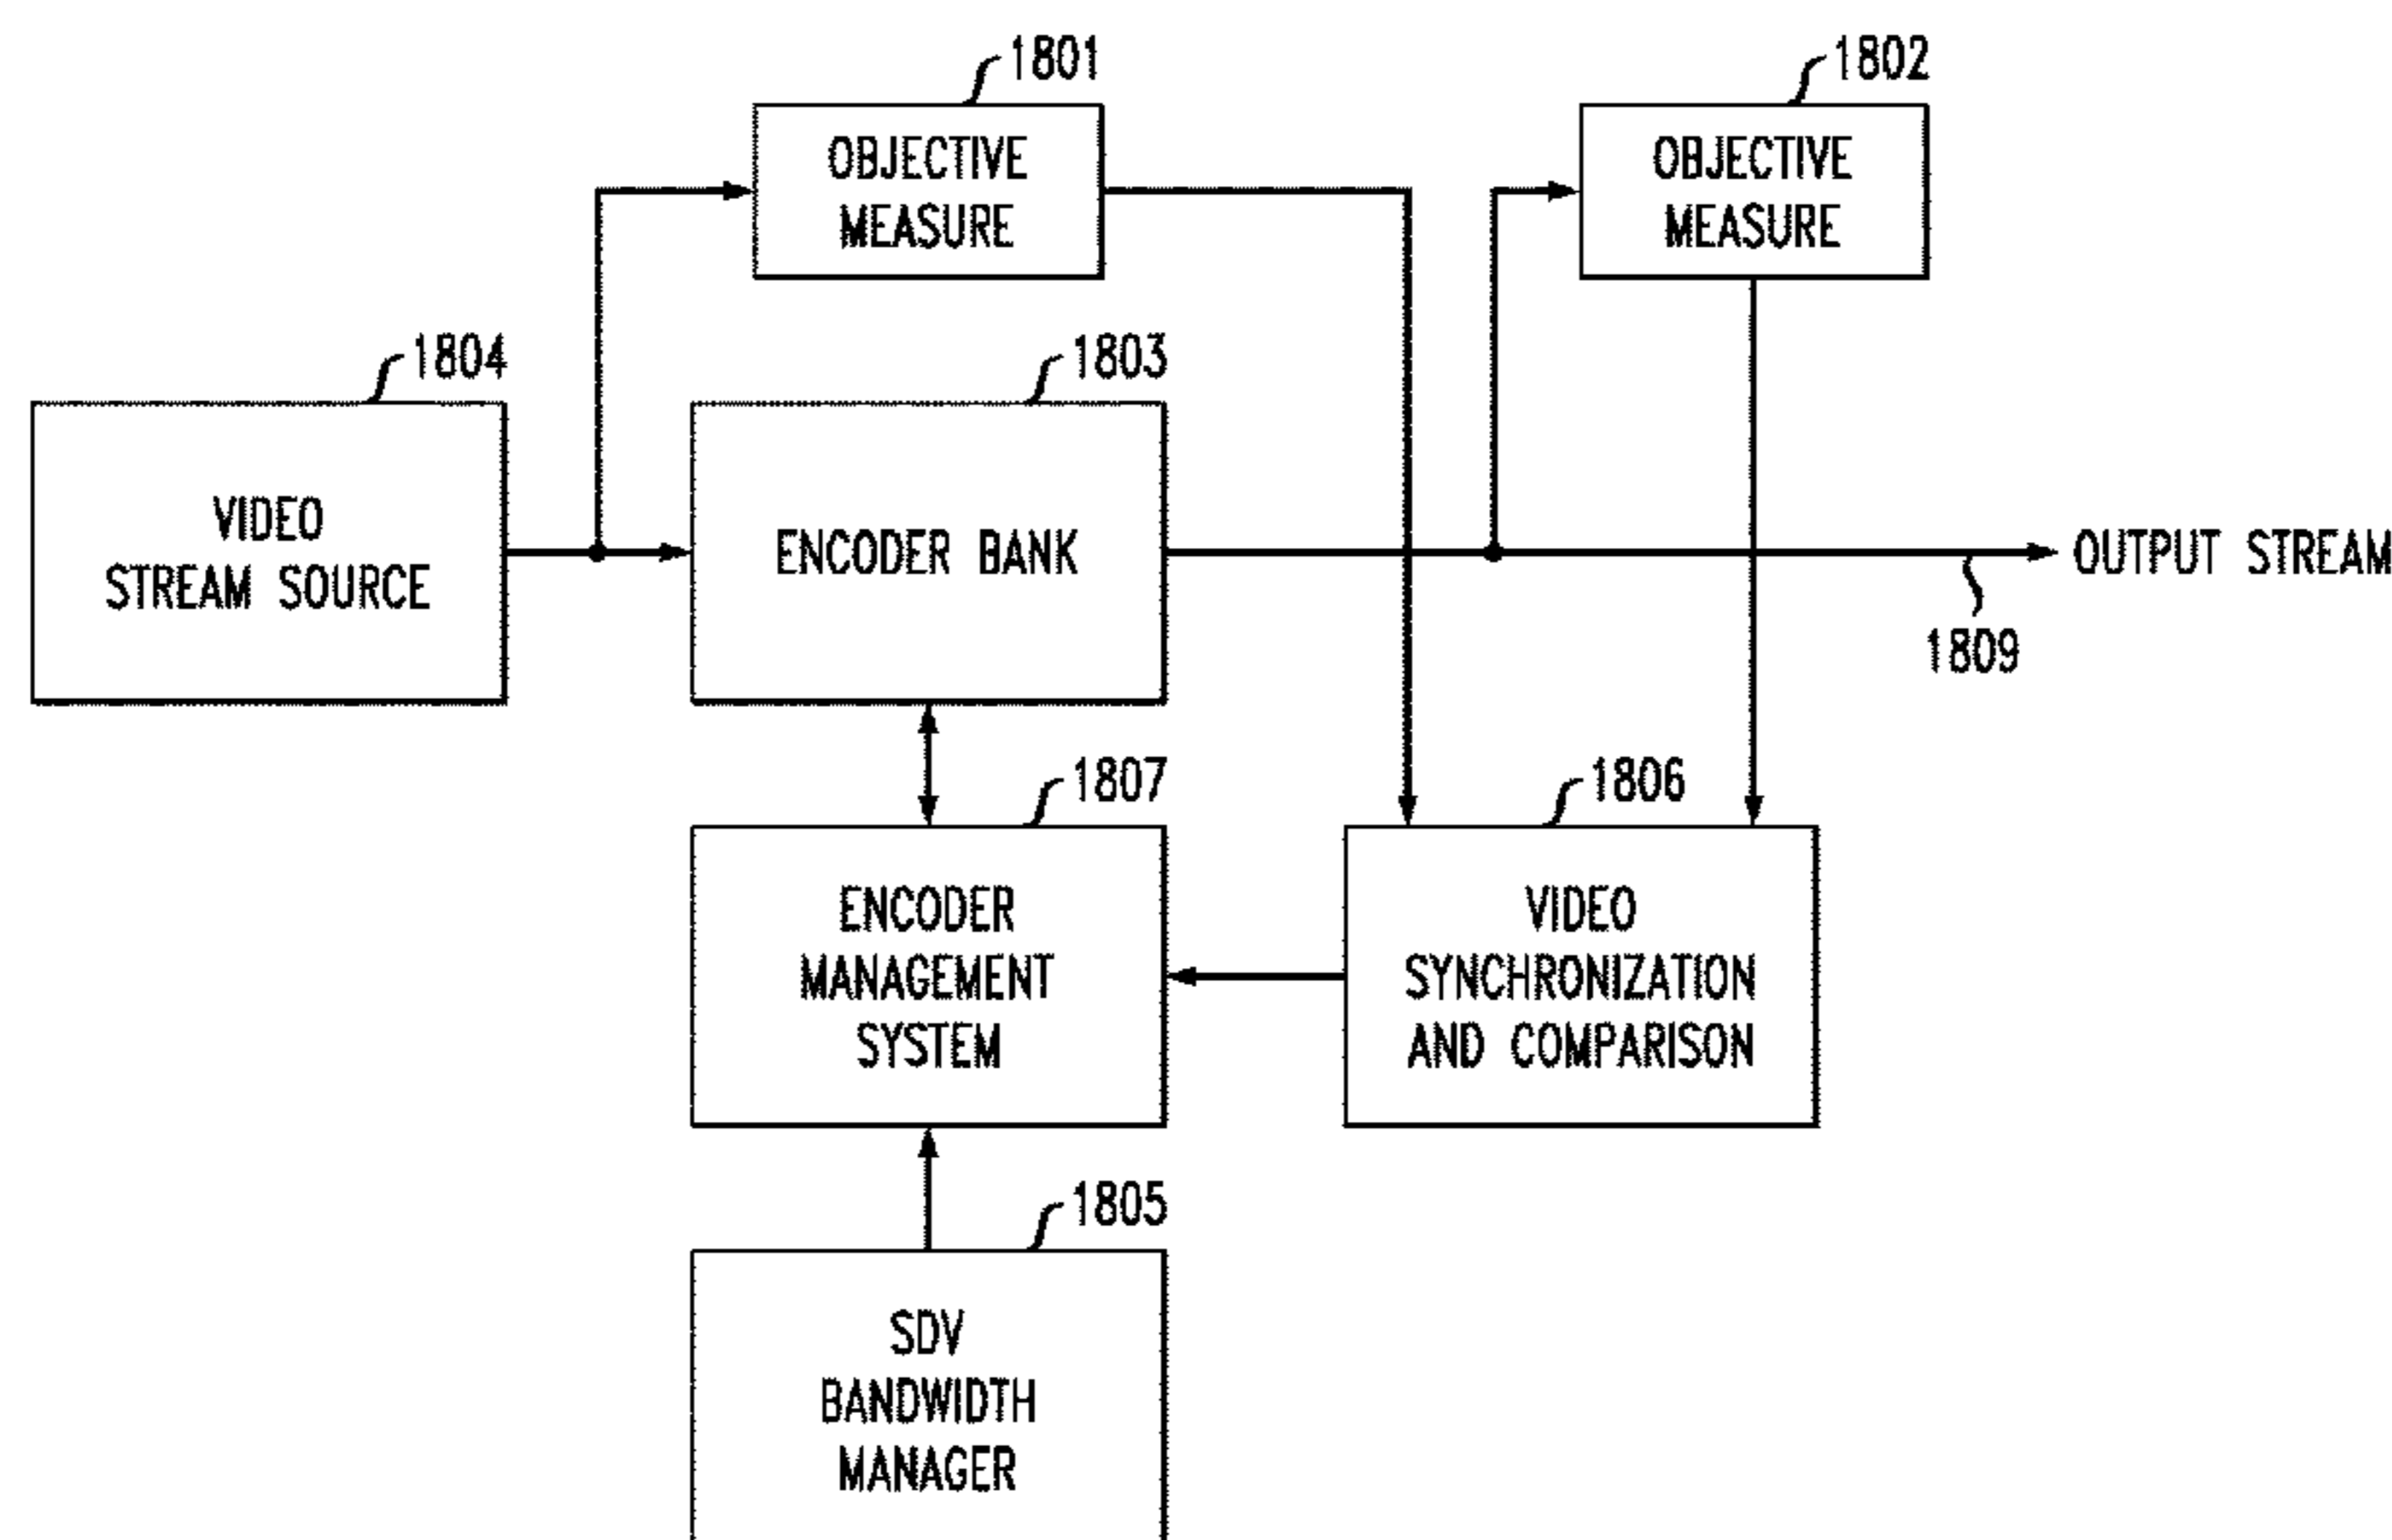 1801
OBJECTIVE
MEASURE
1802
OBJECTIVE
MEASURE
1804
VIDEO
STREAM SOURCE
1803
ENCODER BANK
OUTPUT STREAM
1809
1807
ENCODER
MANAGEMENT
SYSTEM
1806
VIDEO
SYNCHRONIZATION
AND COMPARISON
1805
SDV
BANDWIDTH
MANAGER